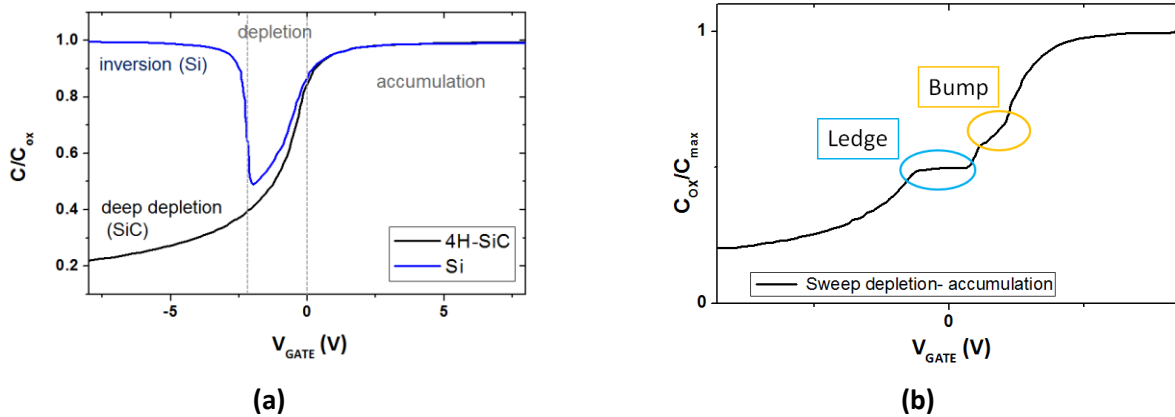 depletion
inversion (Si)
accumulation
deep depletion
(SiC)
4H-SiC
Si
1.0
0.8
0.6
0.4
0.2
C/Cox
-5
0
5
VGATE (V)
(a)
Bump
Ledge
Sweep depletion- accumulation
1
0
COX/Cmax
0
VGATE (V)
(b)